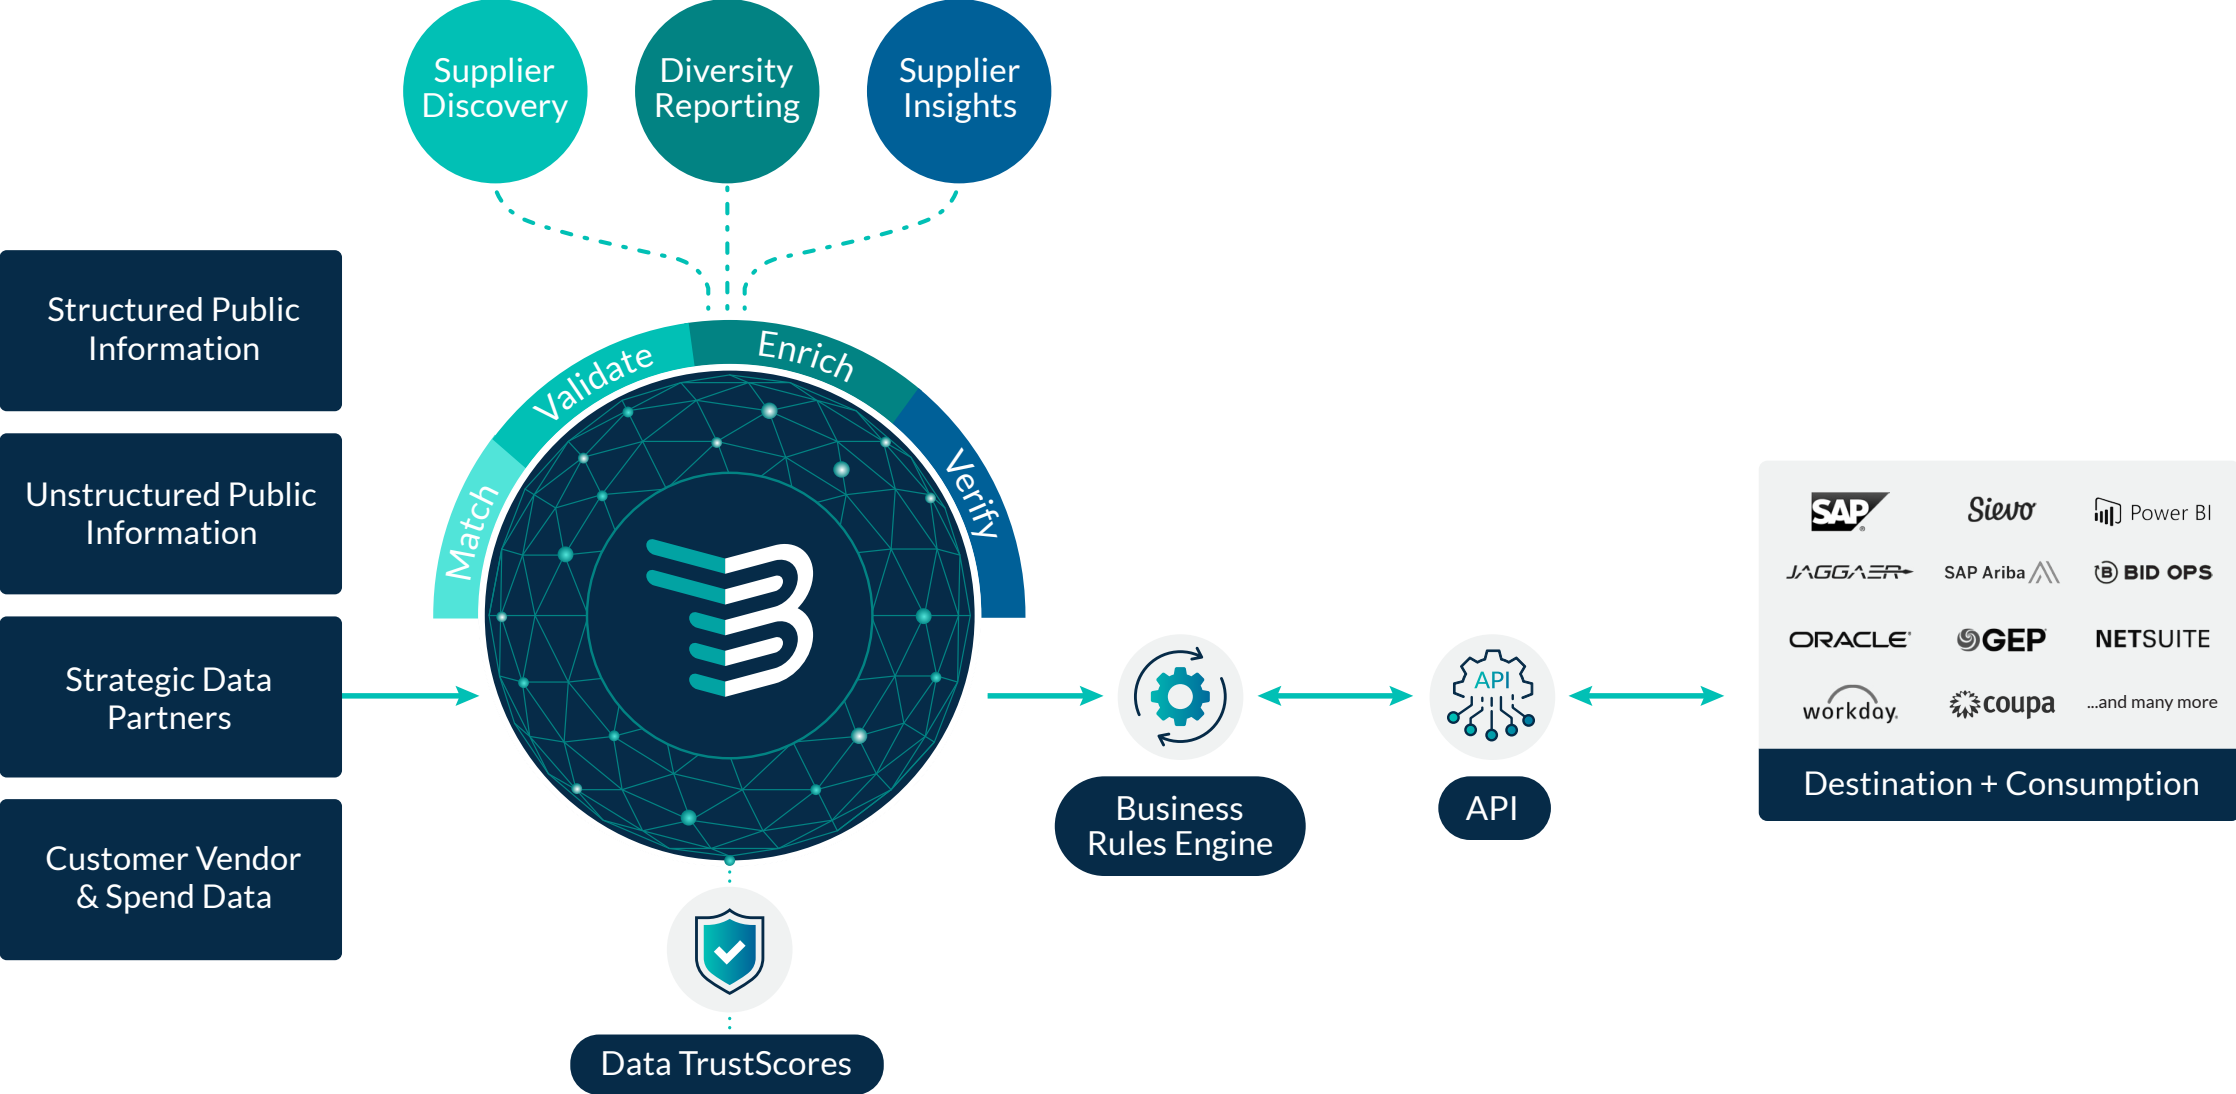 Supplier
Discovery
Diversity
Reporting
Supplier
Insights
Structured Public
Information
Unstructured Public
Information
Strategic Data
Partners
Customer Vendor
& Spend Data
Match
Validate
Enrich
Verify
Data TrustScores
Business
Rules Engine
API
API
SAP
Sievo
Power BI
JAGGAER
SAP Ariba
B BID OPS
ORACLE
GEP
NETSUITE
workday.
coupa
...and many more
Destination + Consumption